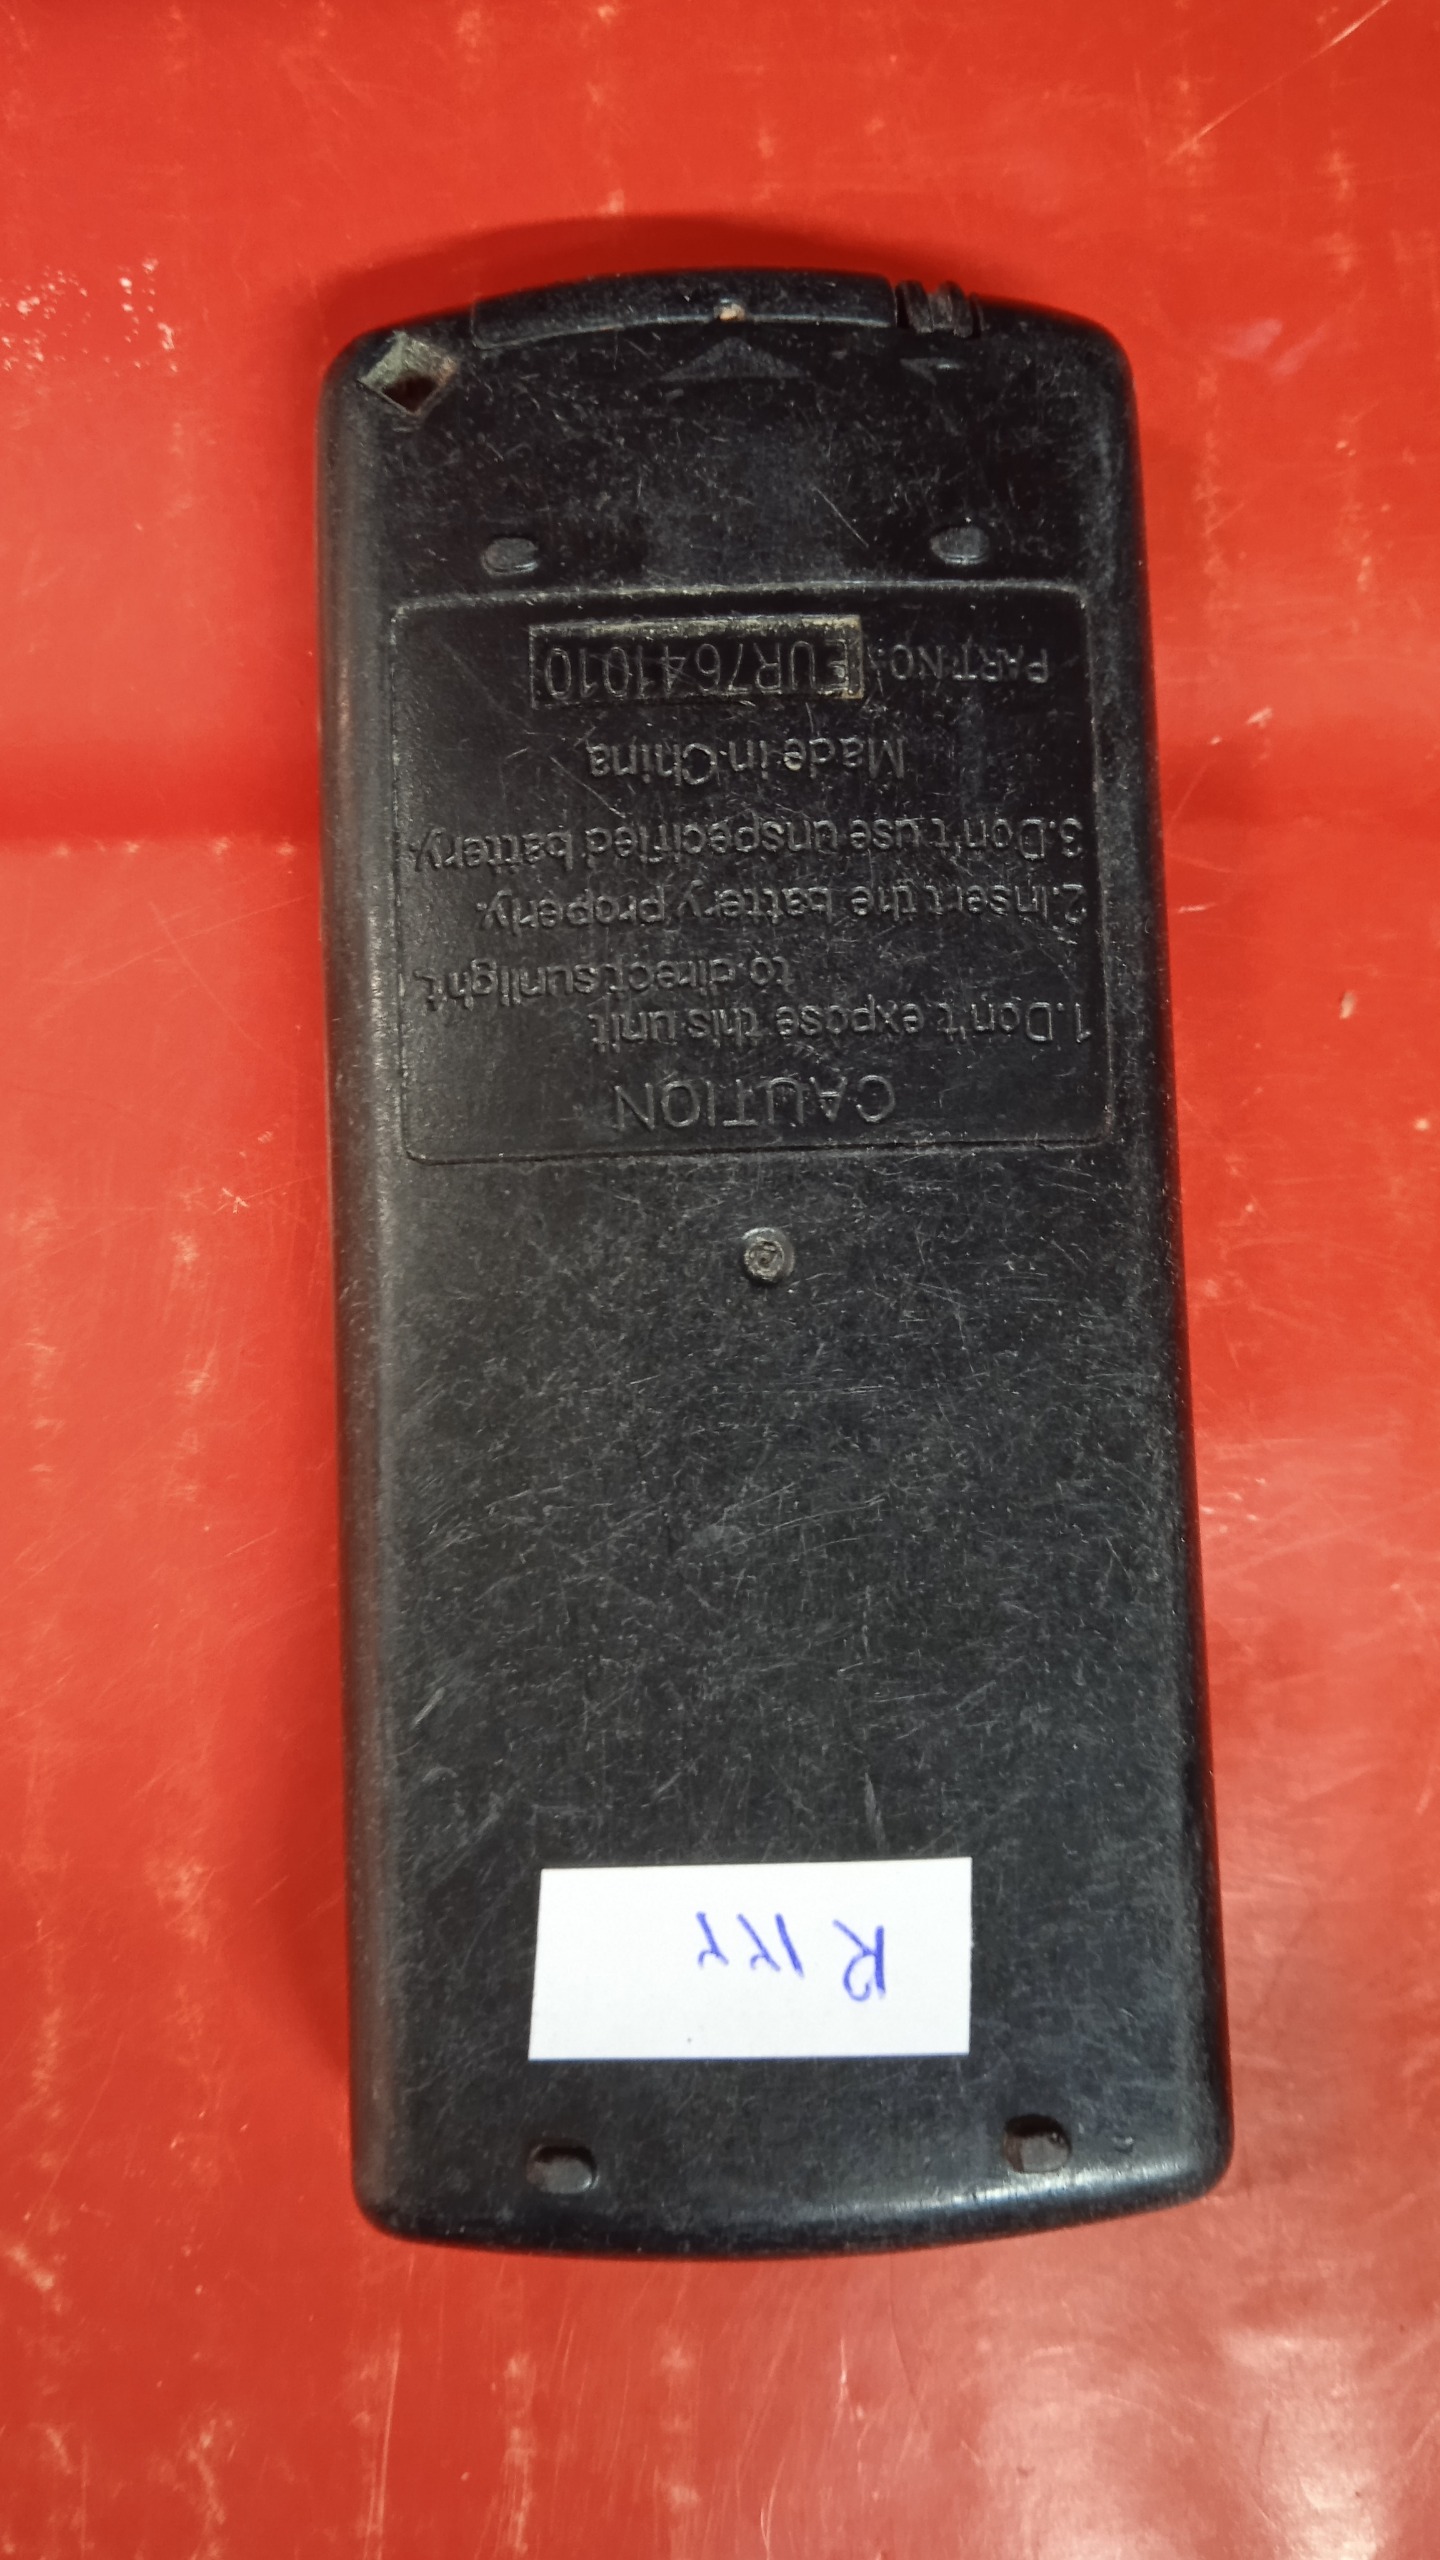 R ۱۲۲
CAUTION
1.Don't expose this unit
to direct sunlight.
2.Insert the battery properly.
3.Don't use unspecified battery.
Made in China
PART NO. EUR7641010